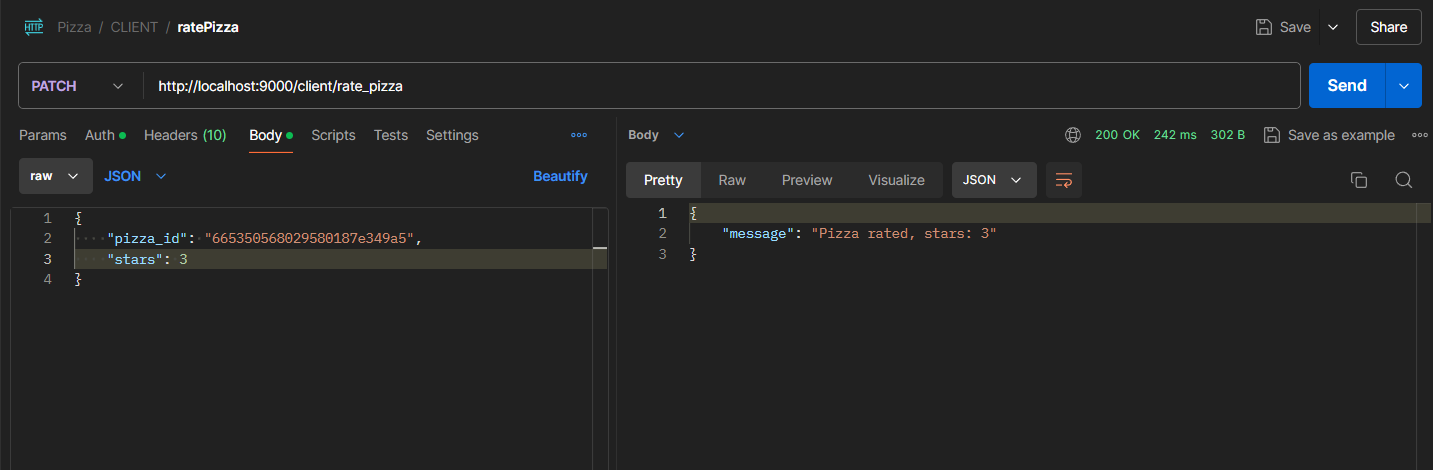 HTTP Pizza / CLIENT / ratePizza Save Share
PATCH http://localhost:9000/client/rate_pizza Send
Params Auth Headers (10) Body Scripts Tests Settings
raw JSON Beautify
1 {
2 "pizza_id": "665350568029580187e349a5",
3 "stars": 3
4 }
Body 200 OK 242 ms 302 B Save as example
Pretty Raw Preview Visualize JSON
1 {
2 "message": "Pizza rated, stars: 3"
3 }